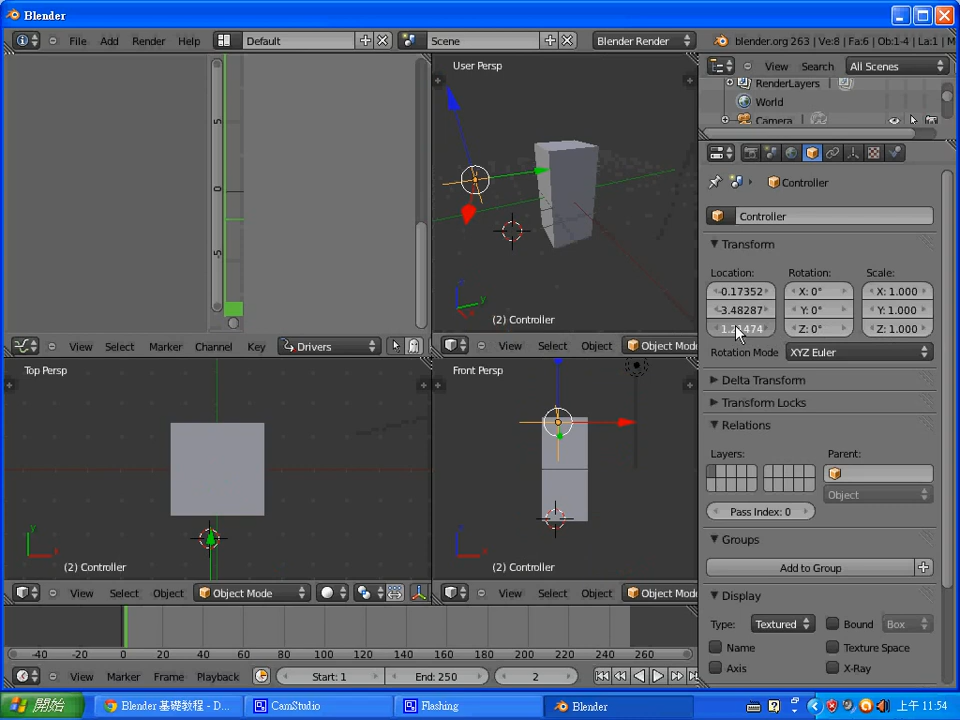 Blender
File Add Render Help Default Scene Blender Render blender.org 263 | Ve:8 | Fa:6 | Ob:1-4 | La:1 | M
View Search All Scenes
RenderLayers
World
Camera
5
0
-5
User Persp
(2) Controller
Controller
Controller
Transform
Location: Rotation: Scale:
-0.17352 X: 0° X: 1.000
-3.48287 Y: 0° Y: 1.000
Z: 0° Z: 1.000
Rotation Mode XYZ Euler
Delta Transform
Transform Locks
Relations
Layers: Parent:
Object
Pass Index: 0
Groups
Add to Group
Display
Type: Textured Bound Box
Name Texture Space
Axis X-Ray
View Select Marker Channel Key Drivers
View Select Object Object Mode
Top Persp
(2) Controller
Front Persp
(2) Controller
View Select Object Object Mode
View Select Object Object Mode
-40 -20 0 20 40 60 80 100 120 140 160 180 200 220 240 260
View Marker Frame Playback Start: 1 End: 250 2
開始 Blender 基礎教程 - D... CamStudio Flashing Blender 上午 11:54